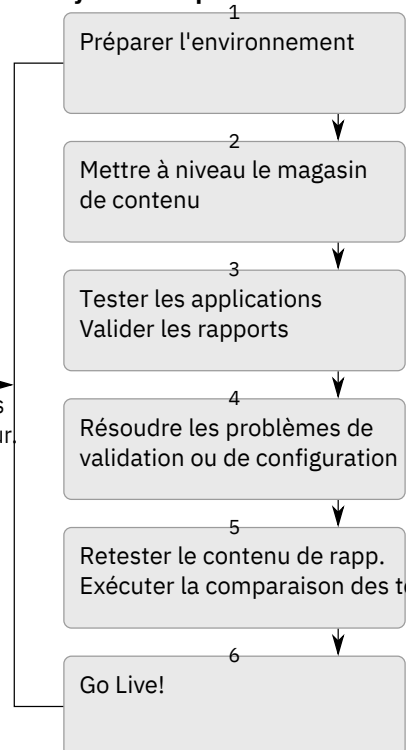 1
Préparer l'environnement
2
Mettre à niveau le magasin
de contenu
3
Tester les applications
Valider les rapports
4
Résoudre les problèmes de
validation ou de configuration
5
Retester le contenu de rapp.
Exécuter la comparaison des
6
Go Live!